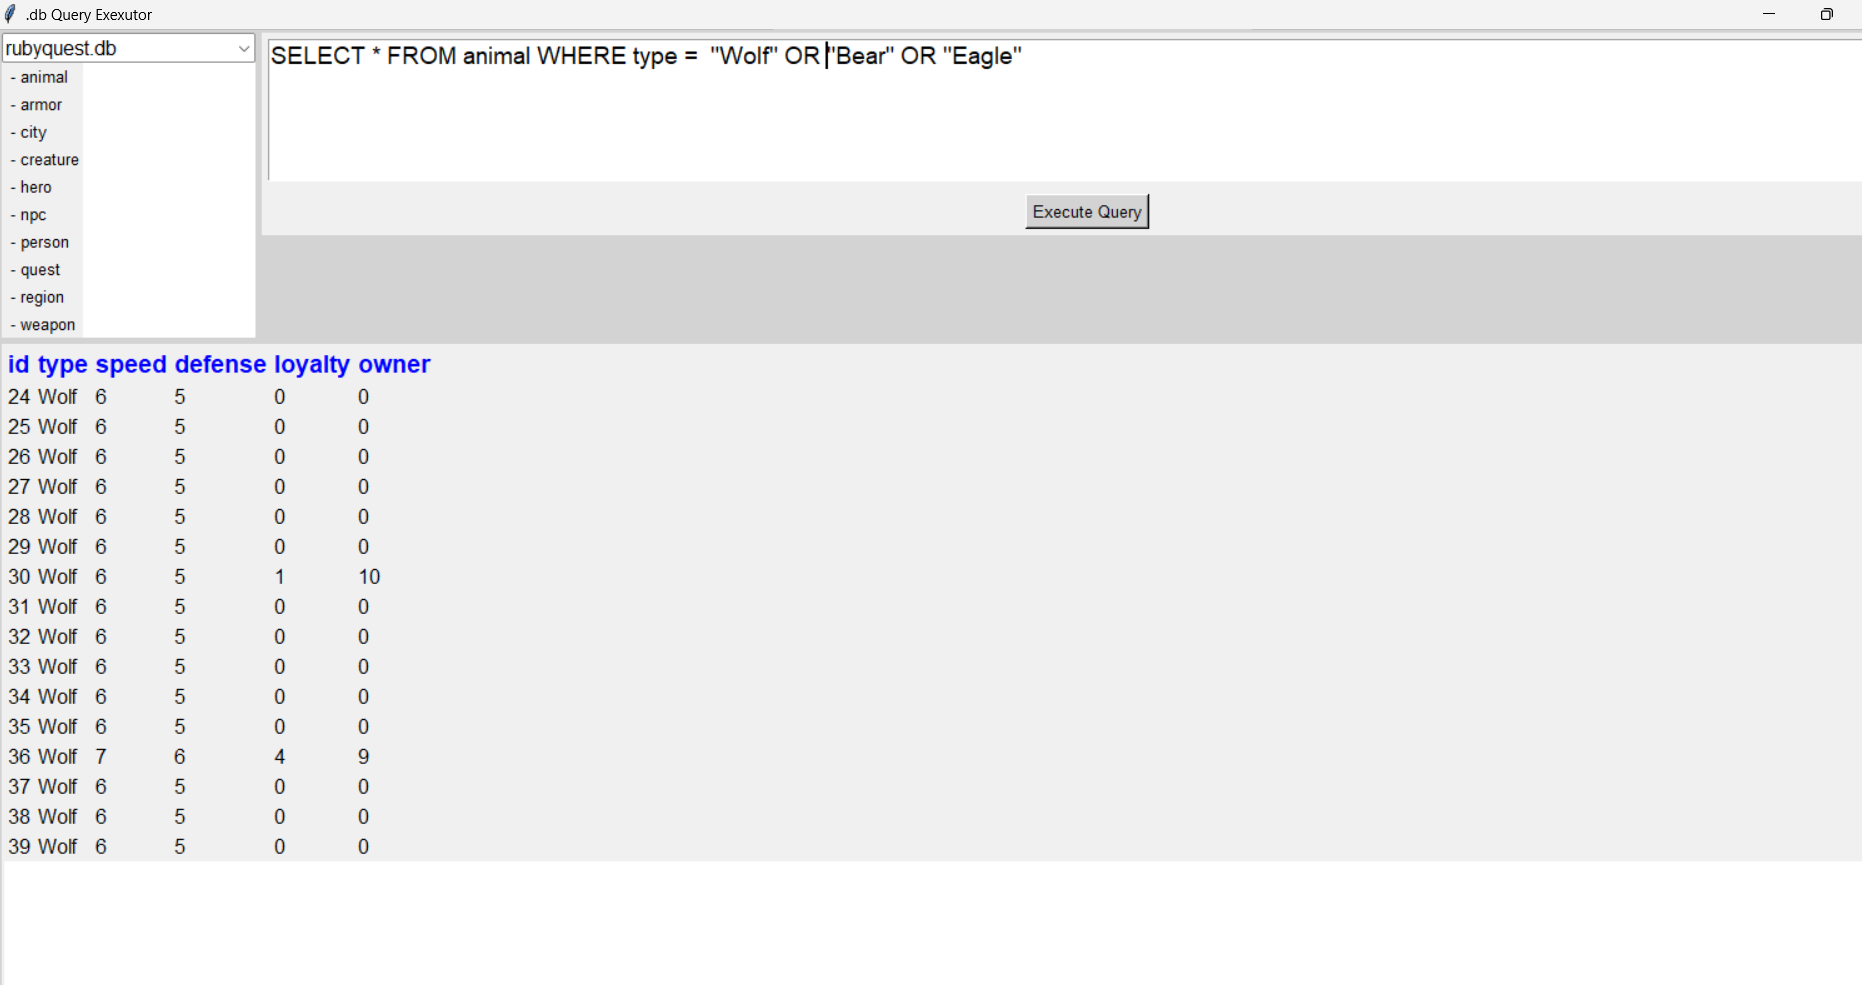 .db Query Exexutor
rubyquest.db
SELECT * FROM animal WHERE type =  "Wolf" OR "Bear" OR "Eagle"
- animal
- armor
- city
- creature
- hero
- npc
- person
- quest
- region
- weapon
Execute Query
id type speed defense loyalty owner
24 Wolf 6 5 0 0
25 Wolf 6 5 0 0
26 Wolf 6 5 0 0
27 Wolf 6 5 0 0
28 Wolf 6 5 0 0
29 Wolf 6 5 0 0
30 Wolf 6 5 1 10
31 Wolf 6 5 0 0
32 Wolf 6 5 0 0
33 Wolf 6 5 0 0
34 Wolf 6 5 0 0
35 Wolf 6 5 0 0
36 Wolf 7 6 4 9
37 Wolf 6 5 0 0
38 Wolf 6 5 0 0
39 Wolf 6 5 0 0